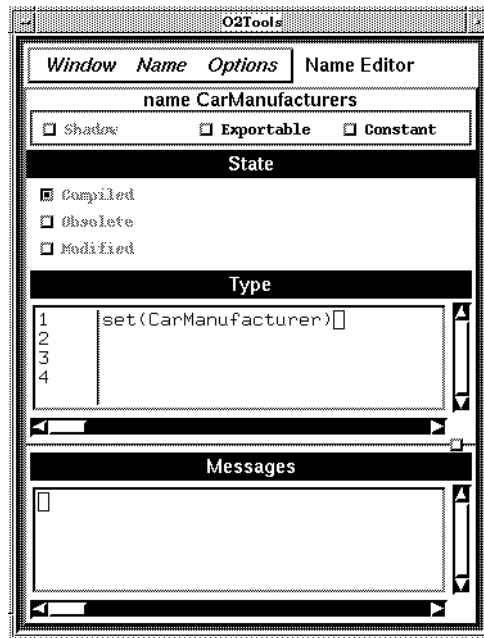 O2Tools
Window Name Options Name Editor
name CarManufacturers
Shadow Exportable Constant
State
Compiled
Obsolete
Modified
Type
1 set(CarManufacturer)
2
3
4
Messages